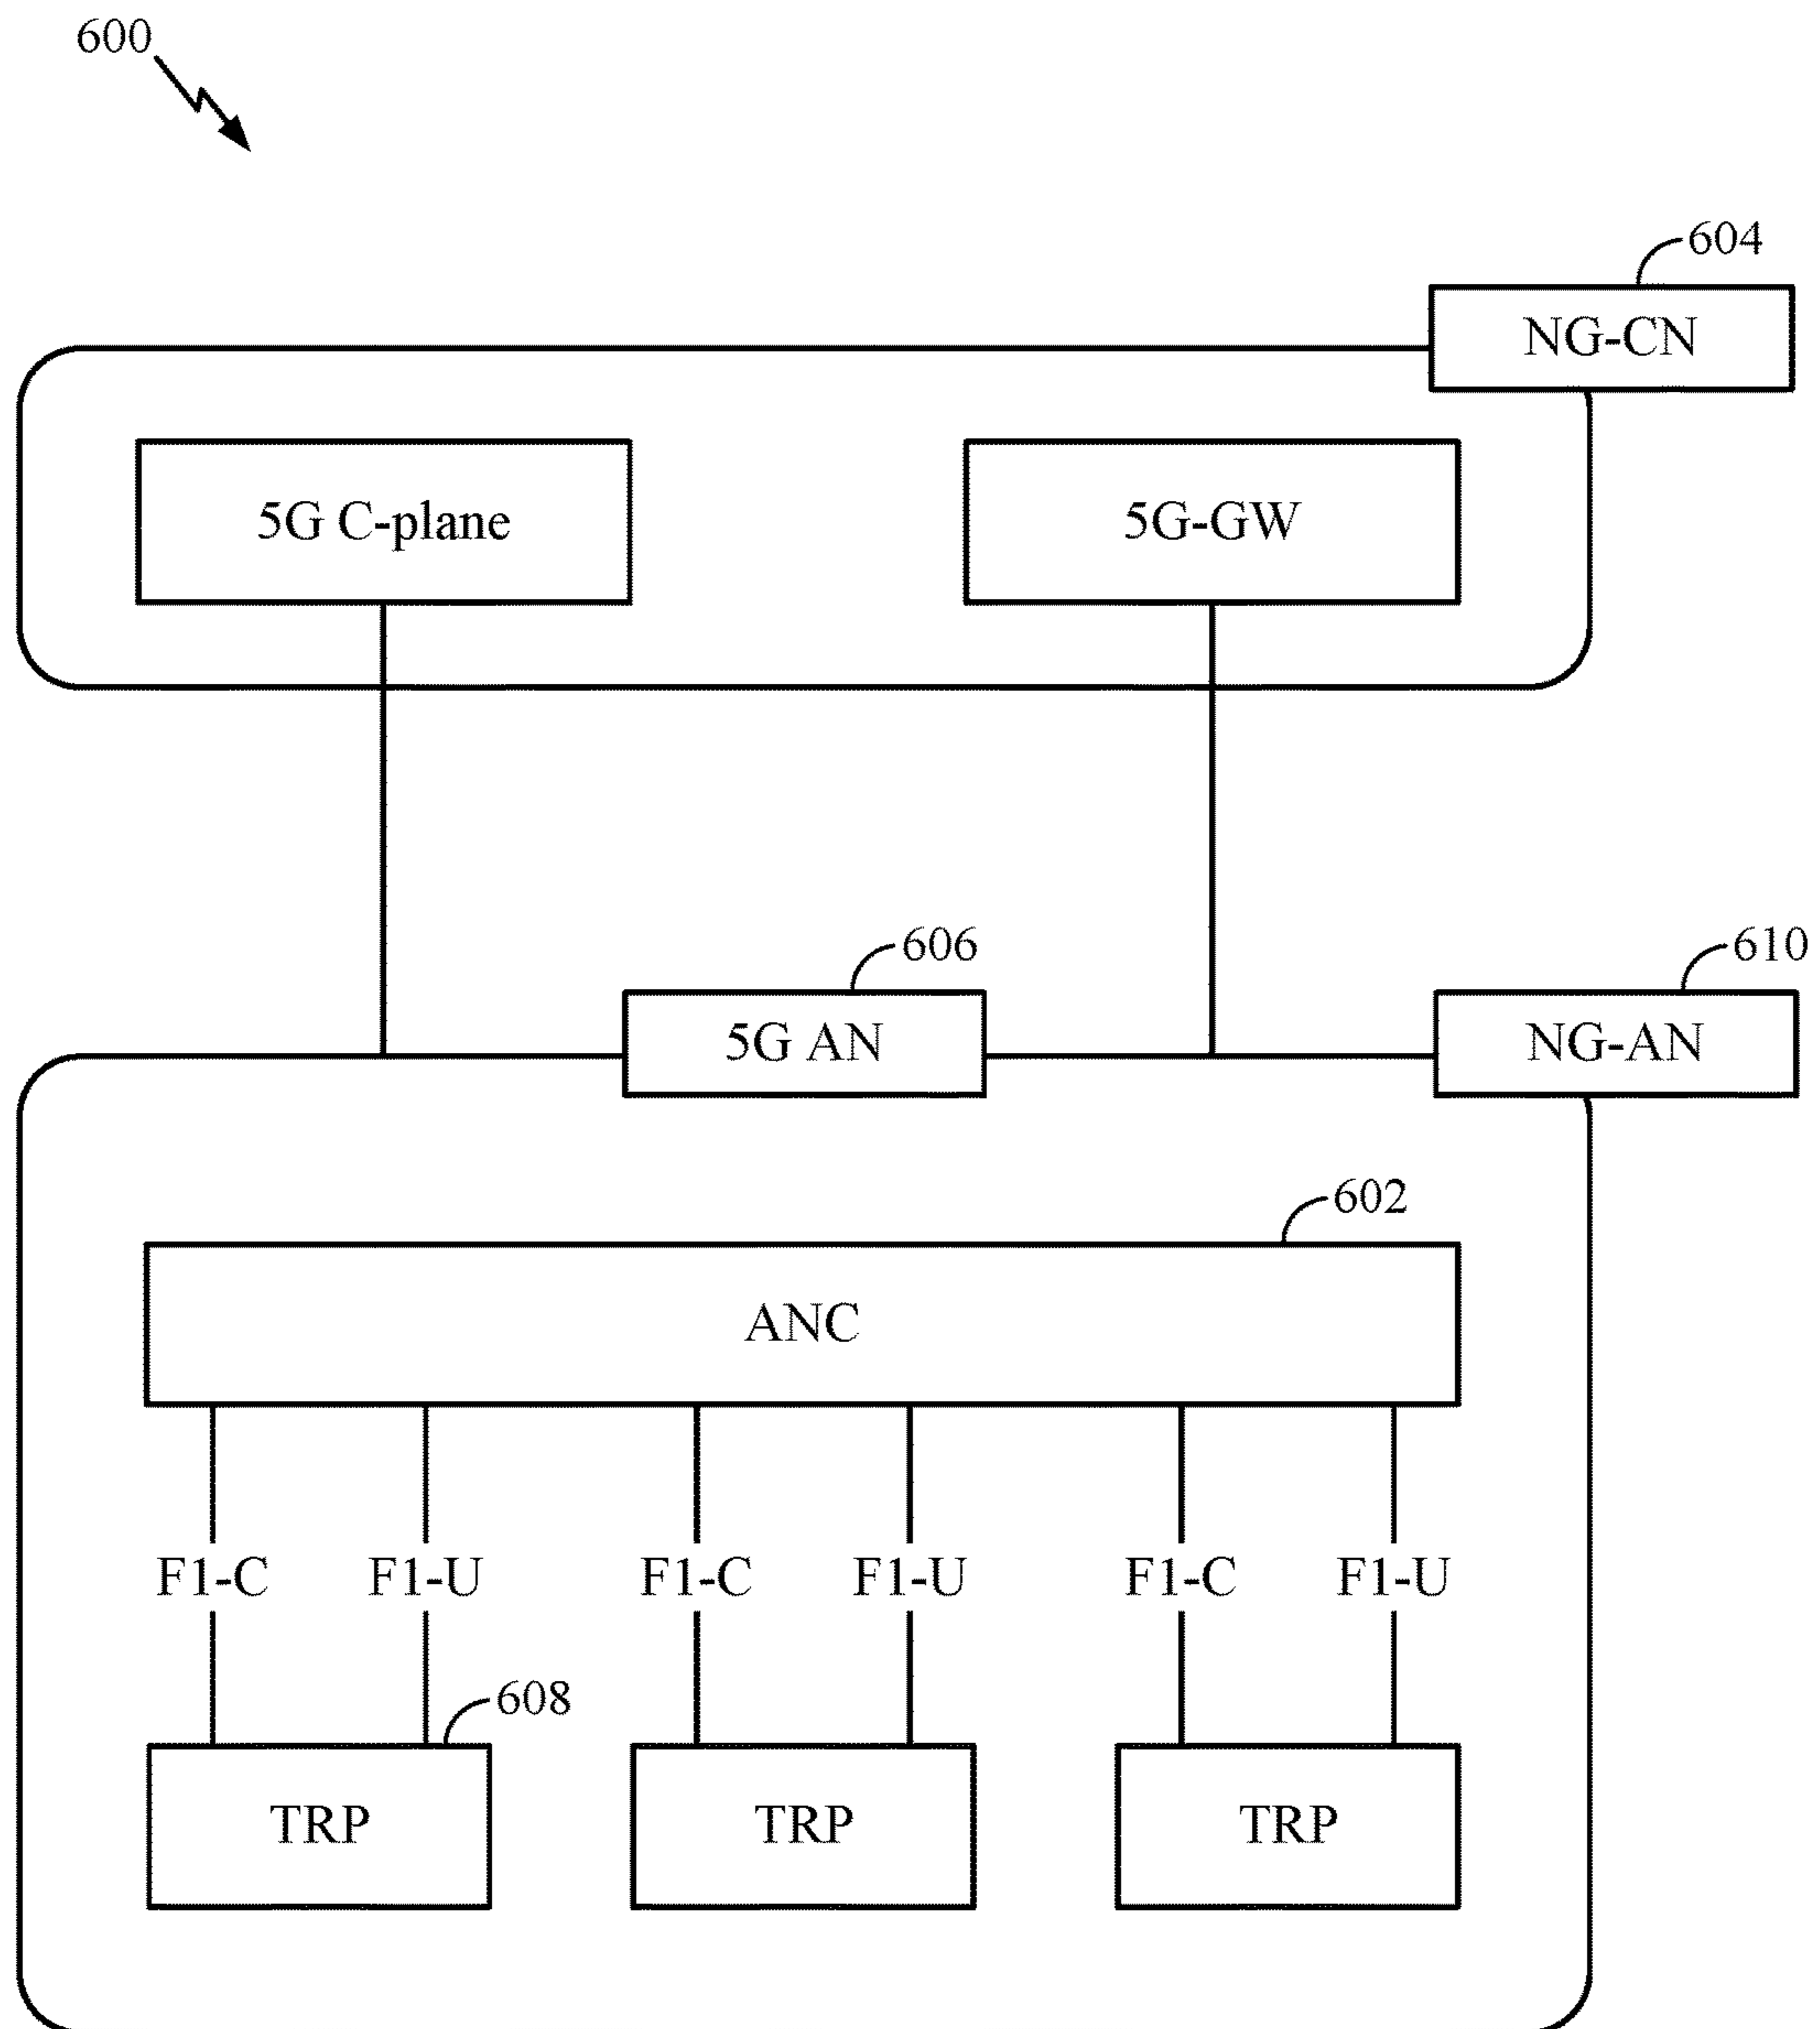 600
604
NG-CN
5G C-plane
5G-GW
606
610
5G AN
NG-AN
602
ANC
F1-C
F1-U
F1-C
F1-U
F1-C
F1-U
608
TRP
TRP
TRP